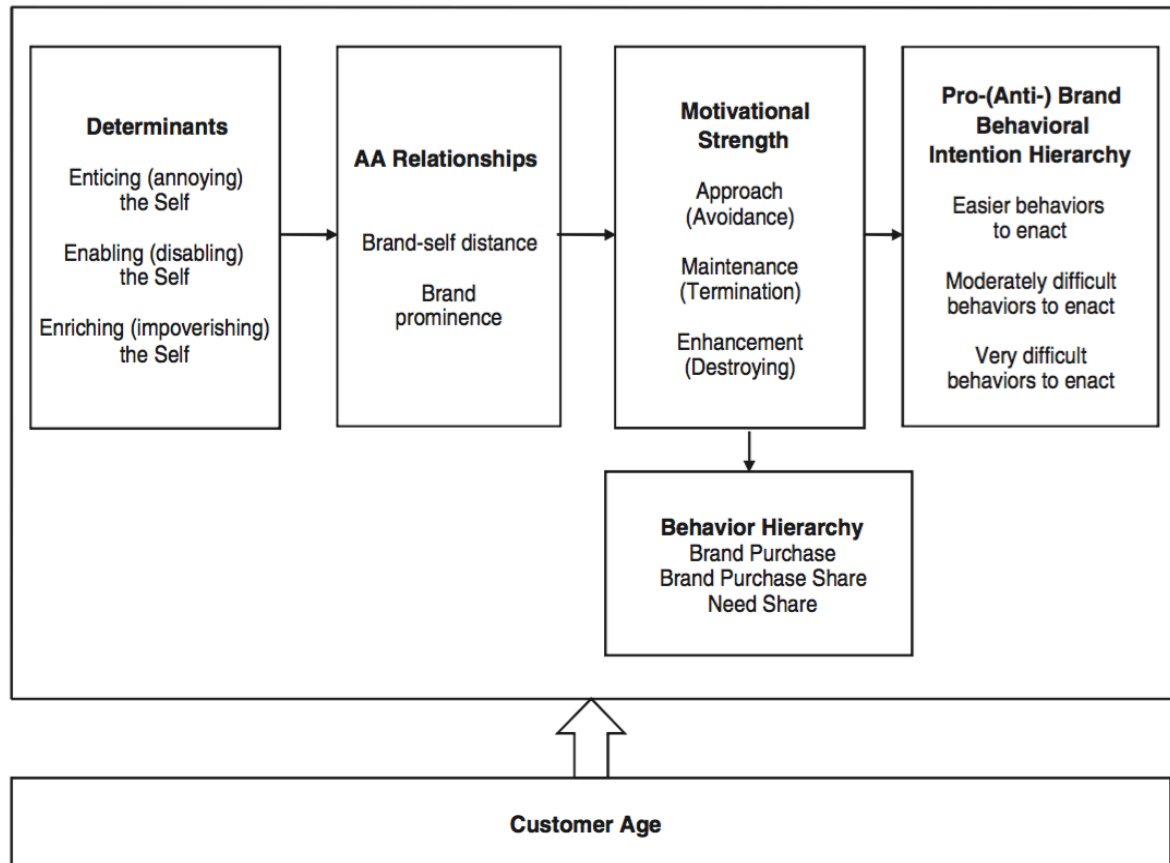 Determinants
Enticing (annoying)
the Self
Enabling (disabling)
the Self
Enriching (impoverishing)
the Self
AA Relationships
Brand-self distance
Brand
prominence
Motivational
Strength
Approach
(Avoidance)
Maintenance
(Termination)
Enhancement
(Destroying)
Pro-(Anti-) Brand
Behavioral
Intention Hierarchy
Easier behaviors
to enact
Moderately difficult
behaviors to enact
Very difficult
behaviors to enact
Behavior Hierarchy
Brand Purchase
Brand Purchase Share
Need Share
Customer Age